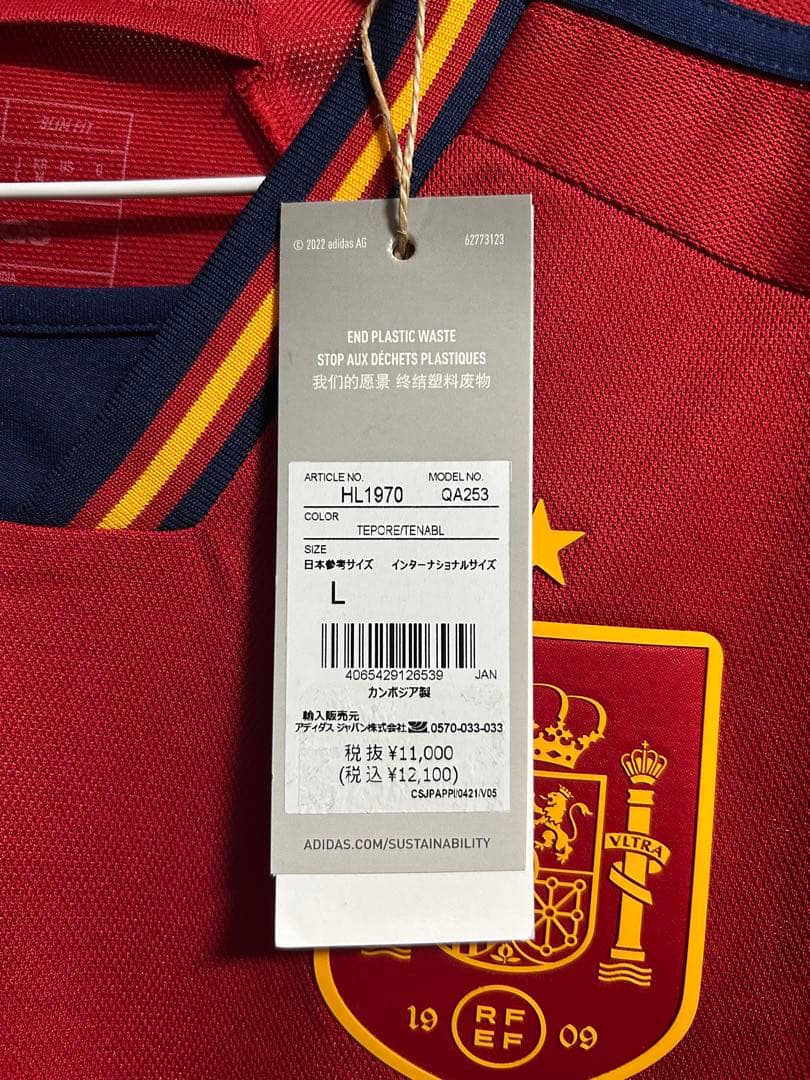 © 2022 adidas AG 62773123
END PLASTIC WASTE
STOP AUX DÉCHETS PLASTIQUES
我们的愿景 终结塑料废物
ARTICLE NO. MODEL NO.
HL1970 QA253
COLOR
TEPORE/TENABL
SIZE
日本参考サイズ インターナショナルサイズ
L
4065429126539 JAN
カンボジア製
輸入販売元
アディダス ジャパン株式会社 0570-033-033
税 抜 ¥11,000
(税 込 ¥12,100)
CSJPAPPI/0421/V05
ADIDAS.COM/SUSTAINABILITY
VLTRA
19 RF 09
EF